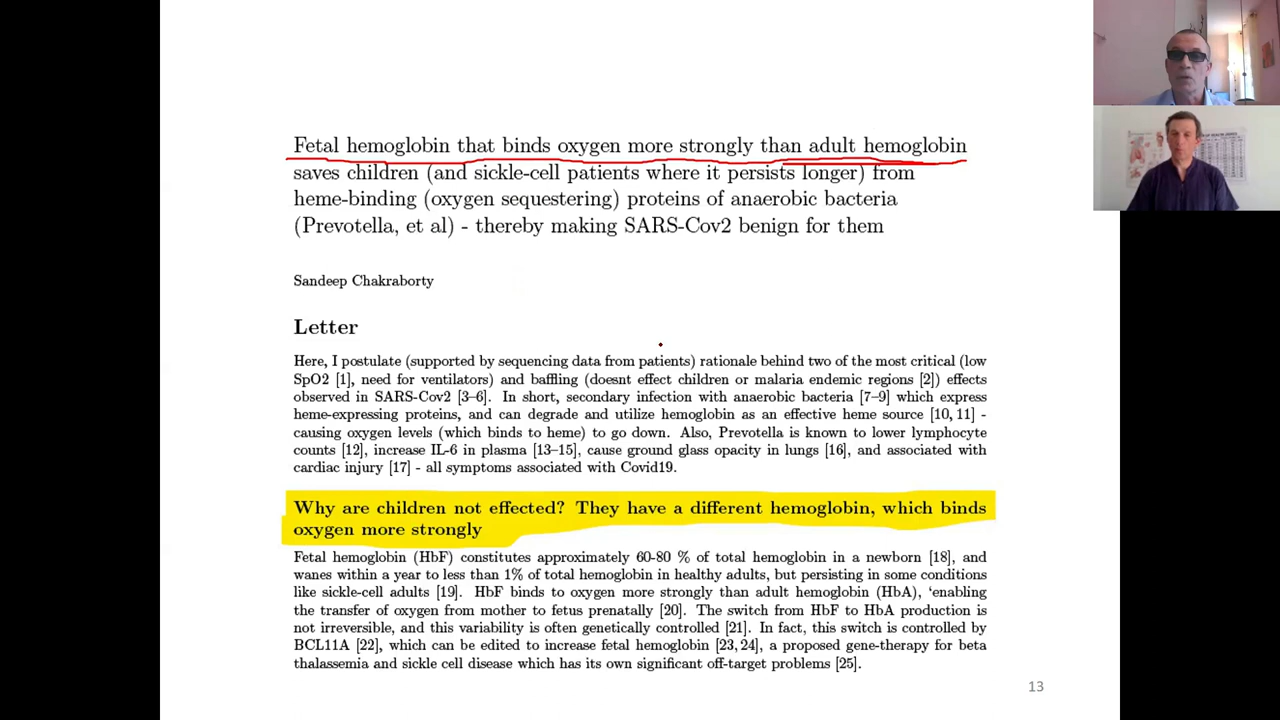 Fetal hemoglobin that binds oxygen more strongly than adult hemoglobin
saves children (and sickle-cell patients where it persists longer) from
heme-binding (oxygen sequestering) proteins of anaerobic bacteria
(Prevotella, et al) - thereby making SARS-Cov2 benign for them
Sandeep Chakraborty
Letter
Here, I postulate (supported by sequencing data from patients) rationale behind two of the most critical (low
SpO2 [1], need for ventilators) and baffling (doesnt effect children or malaria endemic regions [2]) effects
observed in SARS-Cov2 [3–6]. In short, secondary infection with anaerobic bacteria [7–9] which express
heme-expressing proteins, and can degrade and utilize hemoglobin as an effective heme source [10, 11] -
causing oxygen levels (which binds to heme) to go down. Also, Prevotella is known to lower lymphocyte
counts [12], increase IL-6 in plasma [13–15], cause ground glass opacity in lungs [16], and associated with
cardiac injury [17] - all symptoms associated with Covid19.
Why are children not effected? They have a different hemoglobin, which binds
oxygen more strongly
Fetal hemoglobin (HbF) constitutes approximately 60-80 % of total hemoglobin in a newborn [18], and
wanes within a year to less than 1% of total hemoglobin in healthy adults, but persisting in some conditions
like sickle-cell adults [19]. HbF binds to oxygen more strongly than adult hemoglobin (HbA), ‘enabling
the transfer of oxygen from mother to fetus prenatally [20]. The switch from HbF to HbA production is
not irreversible, and this variability is often genetically controlled [21]. In fact, this switch is controlled by
BCL11A [22], which can be edited to increase fetal hemoglobin [23, 24], a proposed gene-therapy for beta
thalassemia and sickle cell disease which has its own significant off-target problems [25].
13